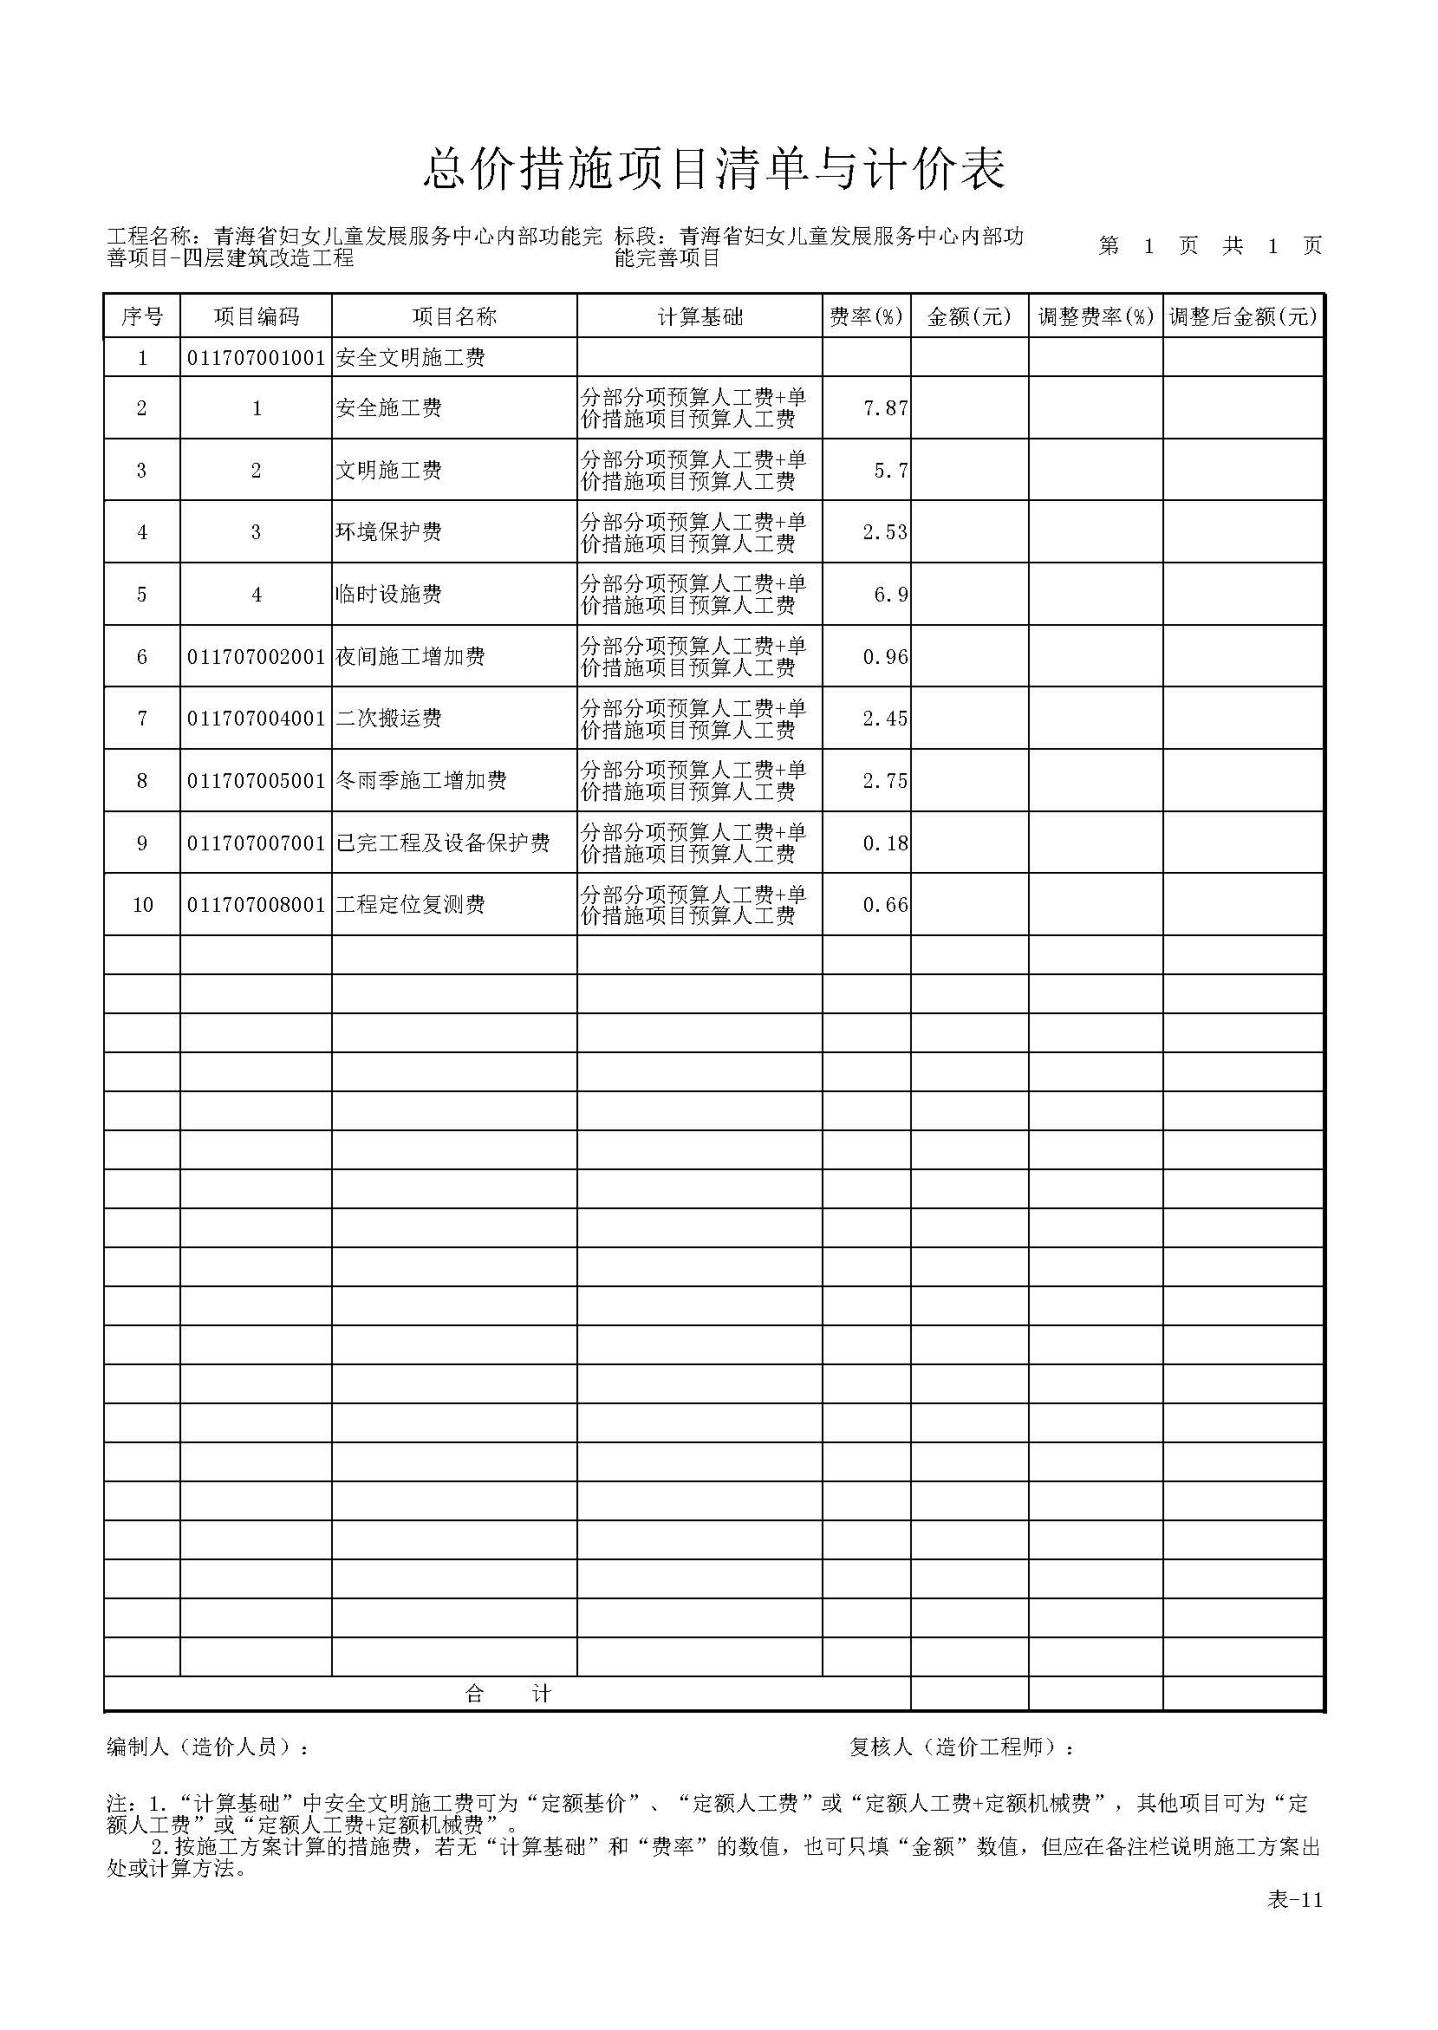 总价措施项目清单与计价表
工程名称：青海省妇女儿童发展服务中心内部功能完
善项目-四层建筑改造工程
标段：青海省妇女儿童发展服务中心内部功
能完善项目
第 1 页 共 1 页
序号 项目编码 项目名称 计算基础 费率(%) 金额(元) 调整费率(%) 调整后金额(元)
1 011707001001 安全文明施工费
2 1 安全施工费 分部分项预算人工费+单
价措施项目预算人工费 7.87
3 2 文明施工费 分部分项预算人工费+单
价措施项目预算人工费 5.7
4 3 环境保护费 分部分项预算人工费+单
价措施项目预算人工费 2.53
5 4 临时设施费 分部分项预算人工费+单
价措施项目预算人工费 6.9
6 011707002001 夜间施工增加费 分部分项预算人工费+单
价措施项目预算人工费 0.96
7 011707004001 二次搬运费 分部分项预算人工费+单
价措施项目预算人工费 2.45
8 011707005001 冬雨季施工增加费 分部分项预算人工费+单
价措施项目预算人工费 2.75
9 011707007001 已完工程及设备保护费 分部分项预算人工费+单
价措施项目预算人工费 0.18
10 011707008001 工程定位复测费 分部分项预算人工费+单
价措施项目预算人工费 0.66
合 计
编制人（造价人员）： 复核人（造价工程师）：
注：1.“计算基础”中安全文明施工费可为“定额基价”、“定额人工费”或“定额人工费+定额机械费”，其他项目可为“定
额人工费”或“定额人工费+定额机械费”。
2.按施工方案计算的措施费，若无“计算基础”和“费率”的数值，也可只填“金额”数值，但应在备注栏说明施工方案出
处或计算方法。
表-11